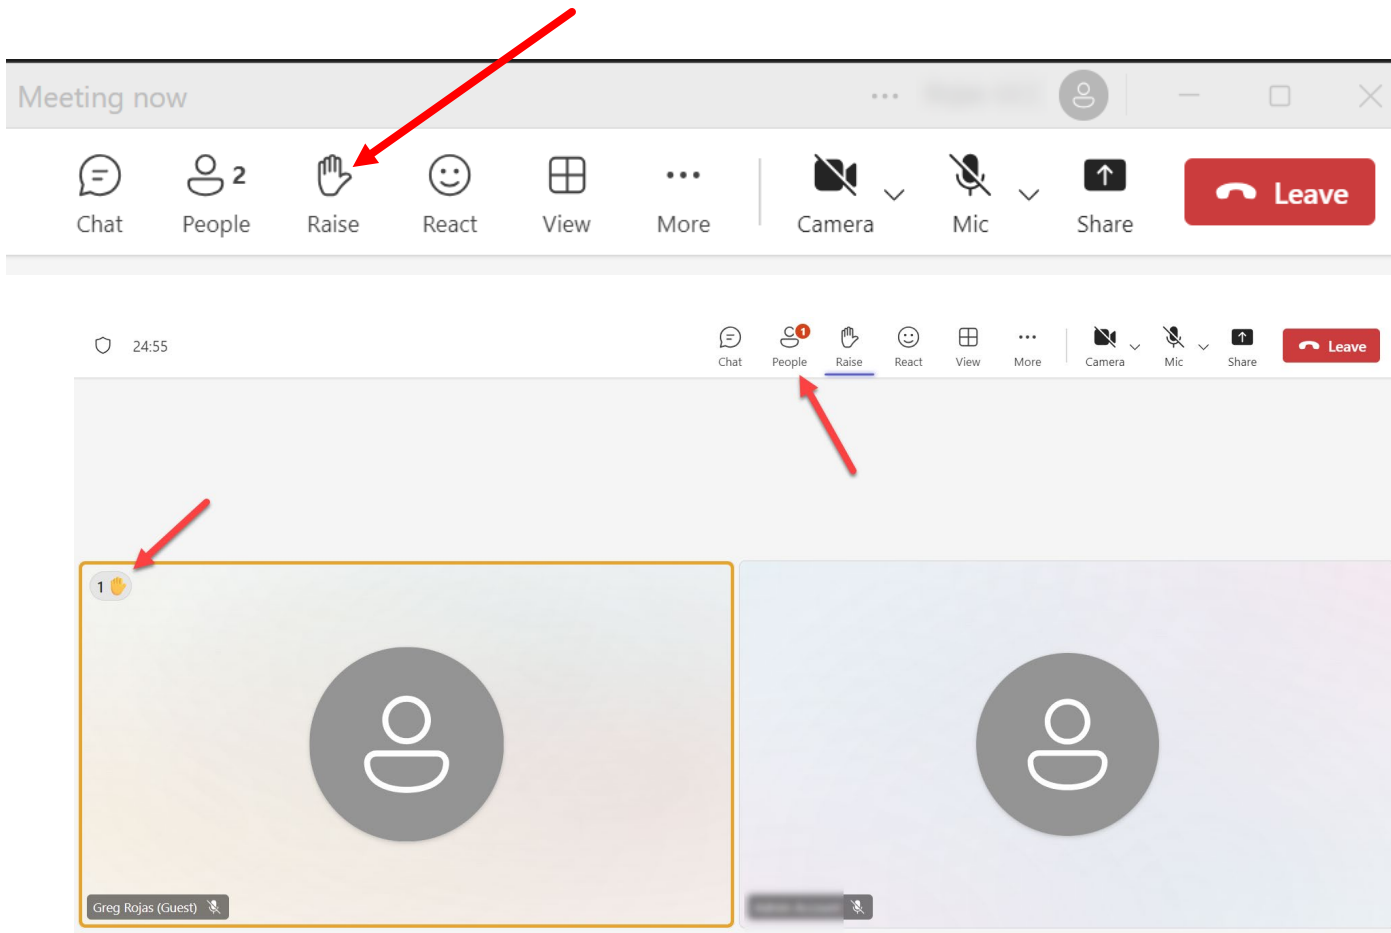 Meeting now
Chat
People 2
Raise
React
View
More
Camera
Mic
Share
Leave
24:55
Chat
People 1
Raise
React
View
More
Camera
Mic
Share
Leave
1
Greg Rojas (Guest)